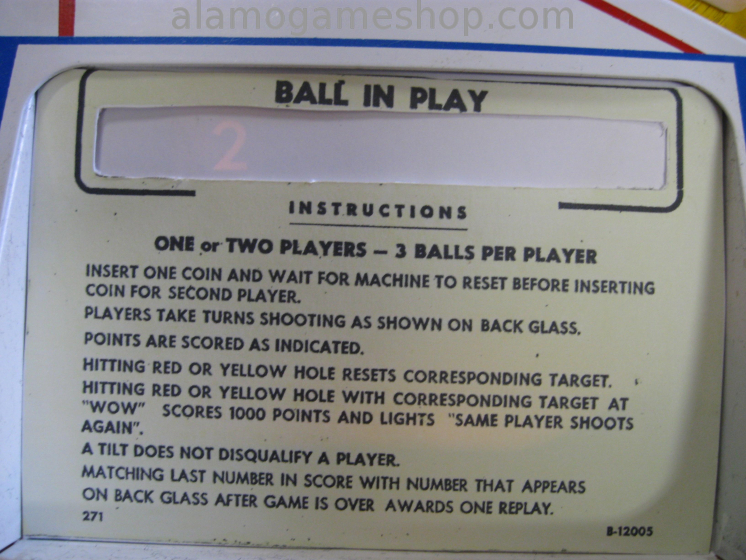 alamogameshop.com
BALL IN PLAY
2
INSTRUCTIONS
ONE or TWO PLAYERS — 3 BALLS PER PLAYER
INSERT ONE COIN AND WAIT FOR MACHINE TO RESET BEFORE INSERTING
COIN FOR SECOND PLAYER.
PLAYERS TAKE TURNS SHOOTING AS SHOWN ON BACK GLASS.
POINTS ARE SCORED AS INDICATED.
HITTING RED OR YELLOW HOLE RESETS CORRESPONDING TARGET.
HITTING RED OR YELLOW HOLE WITH CORRESPONDING TARGET AT
"WOW" SCORES 1000 POINTS AND LIGHTS "SAME PLAYER SHOOTS
AGAIN".
A TILT DOES NOT DISQUALIFY A PLAYER.
MATCHING LAST NUMBER IN SCORE WITH NUMBER THAT APPEARS
ON BACK GLASS AFTER GAME IS OVER AWARDS ONE REPLAY.
271
B-12005